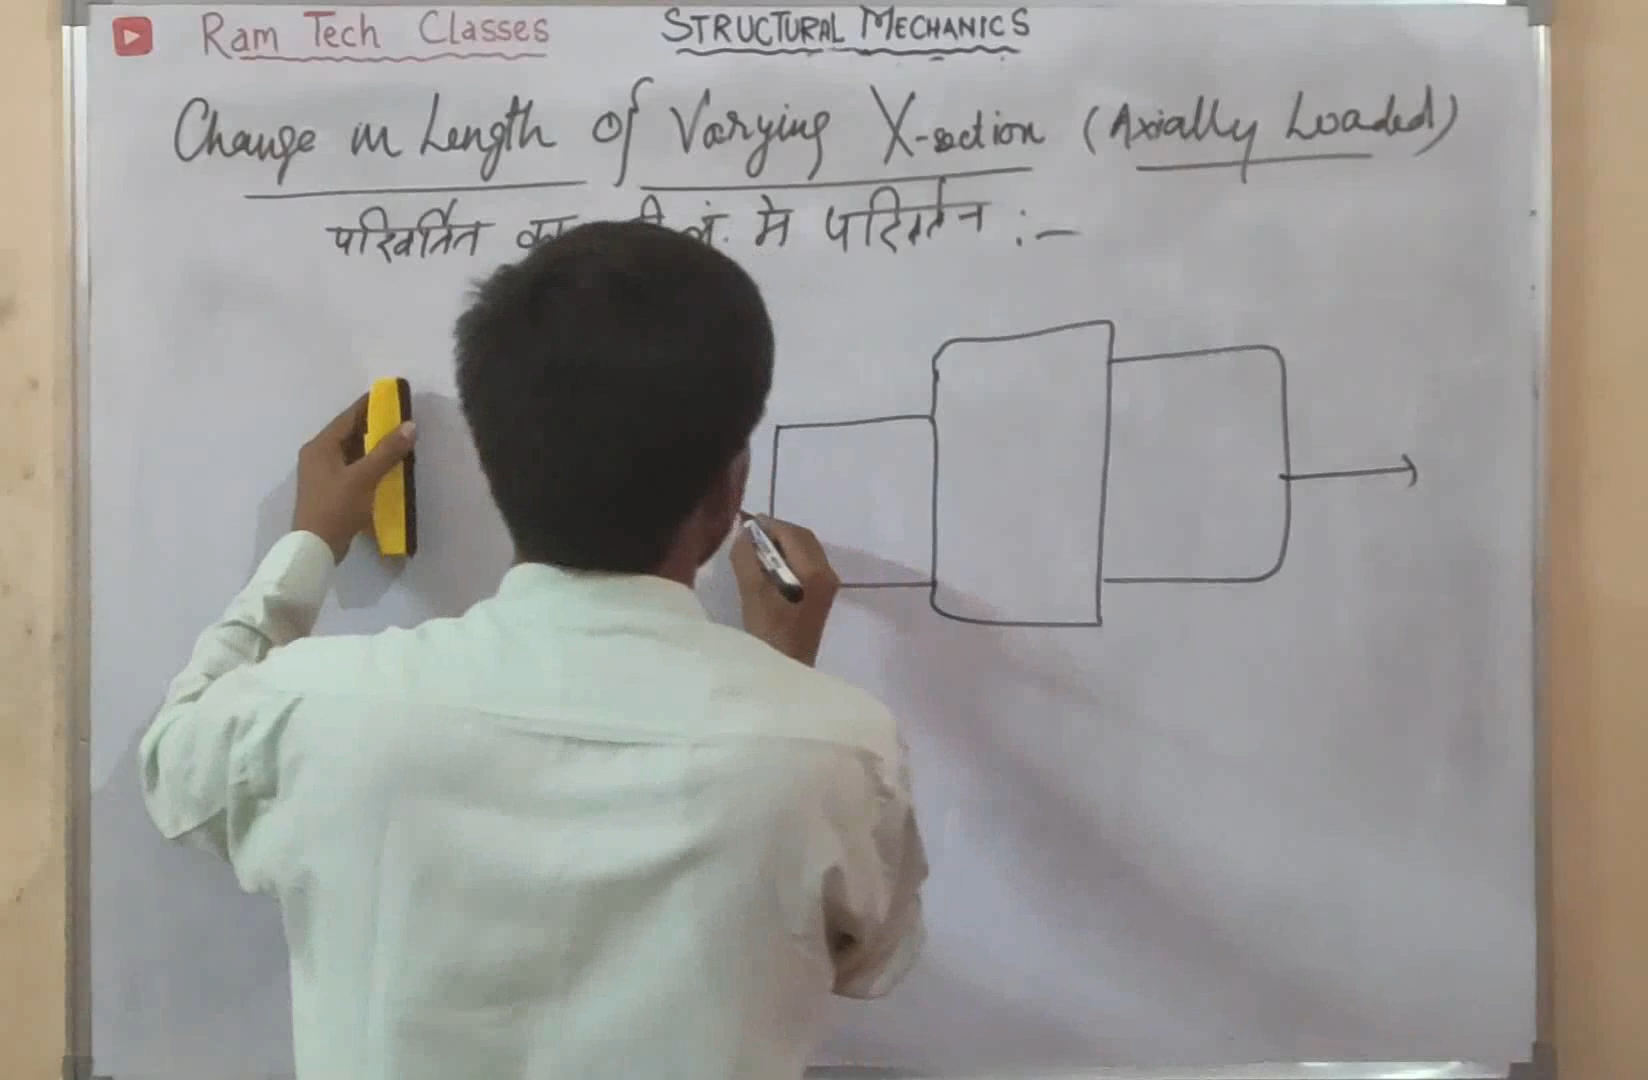 Ram Tech Classes STRUCTURAL MECHANICS
Change in Length Of Varying X-section (Axially Loaded)
परिवर्तित में परिवर्तन :-